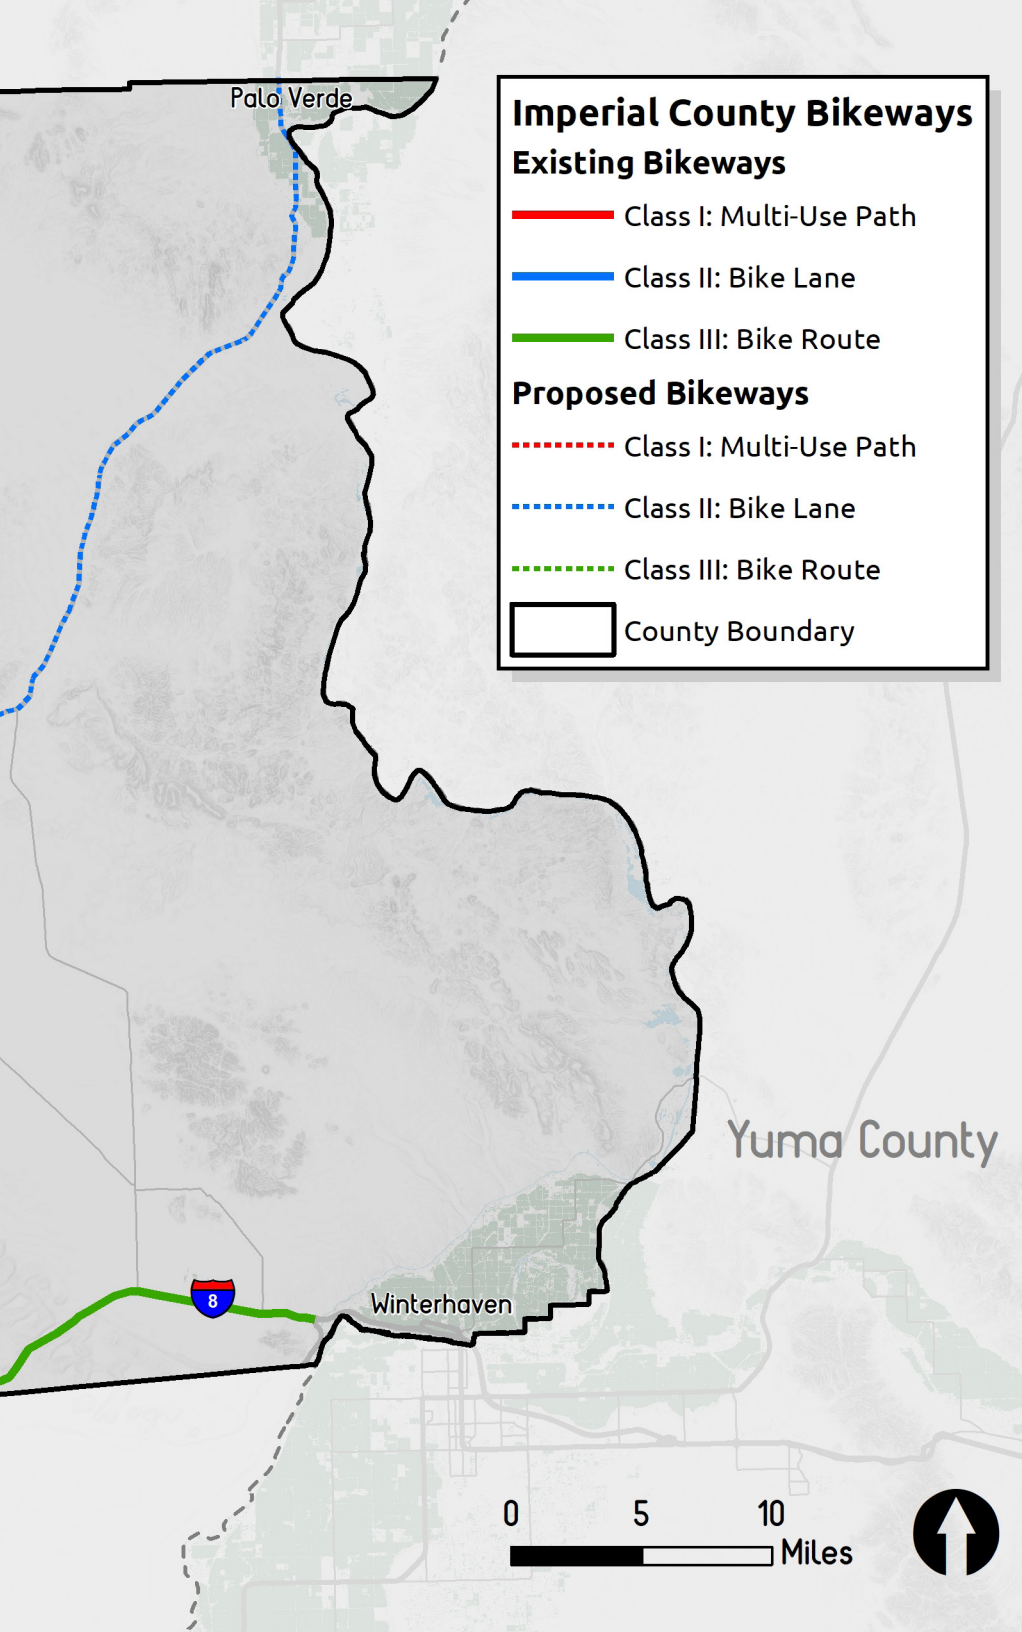 Palo Verde
Imperial County Bikeways
Existing Bikeways
Class I: Multi-Use Path
Class II: Bike Lane
Class III: Bike Route
Proposed Bikeways
Class I: Multi-Use Path
Class II: Bike Lane
Class III: Bike Route
County Boundary
Yuma County
8
Winterhaven
0 5 10
Miles